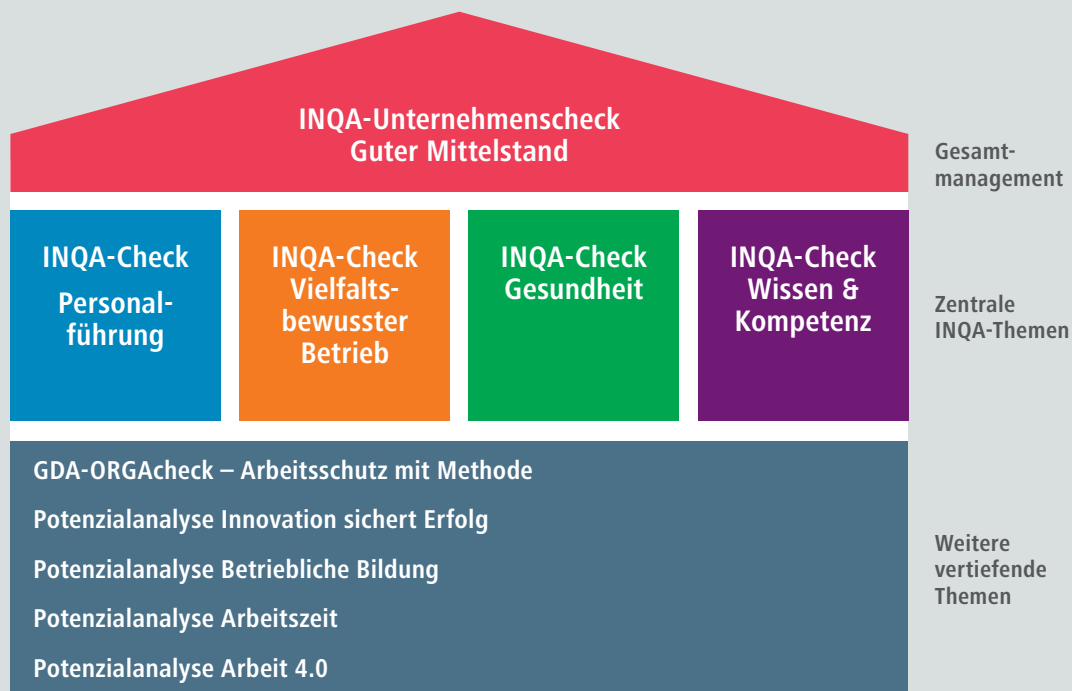 INQA-Unternehmenscheck
Guter Mittelstand
Gesamt-
management
INQA-Check
Personal-
führung
INQA-Check
Vielfalts-
bewusster
Betrieb
INQA-Check
Gesundheit
INQA-Check
Wissen &
Kompetenz
Zentrale
INQA-Themen
GDA-ORGAcheck – Arbeitsschutz mit Methode
Potenzialanalyse Innovation sichert Erfolg
Potenzialanalyse Betriebliche Bildung
Potenzialanalyse Arbeitszeit
Potenzialanalyse Arbeit 4.0
Weitere
vertiefende
Themen